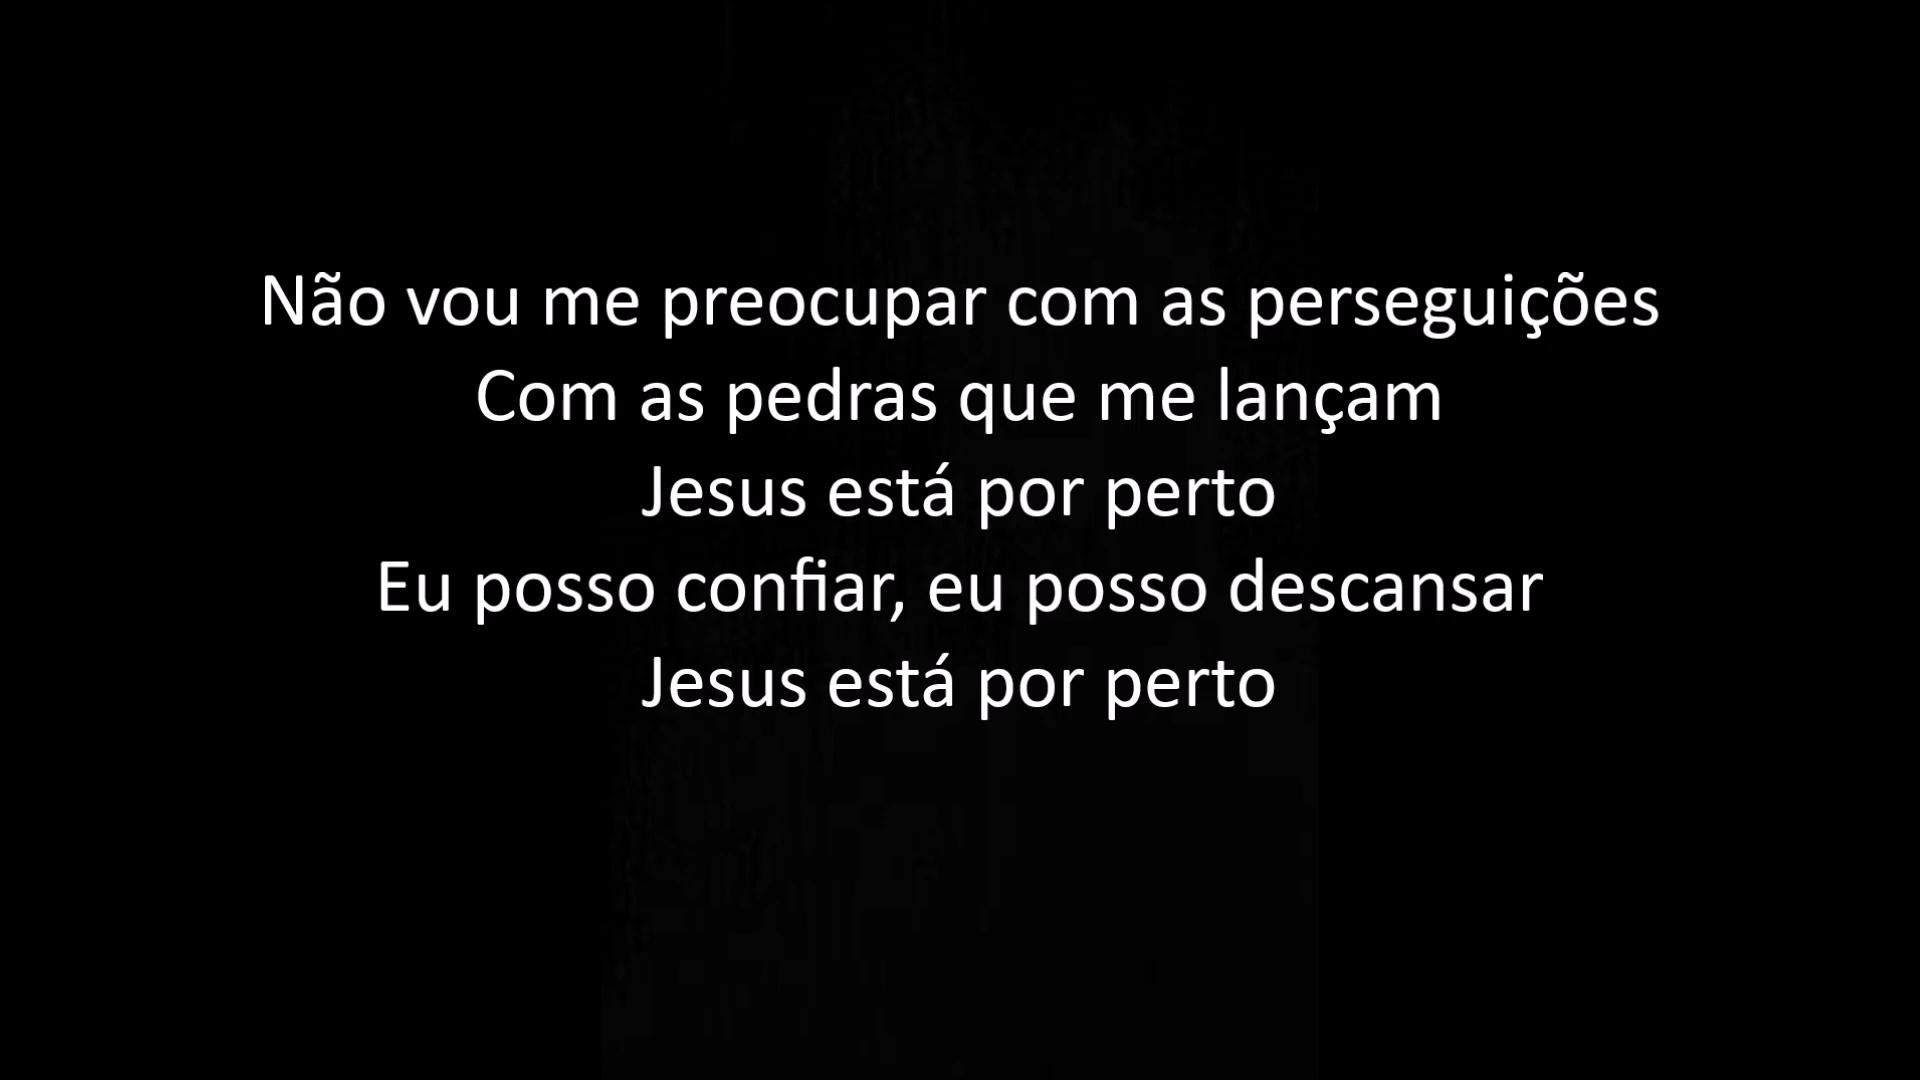 Não vou me preocupar com as perseguições
Com as pedras que me lançam
Jesus está por perto
Eu posso confiar, eu posso descansar
Jesus está por perto